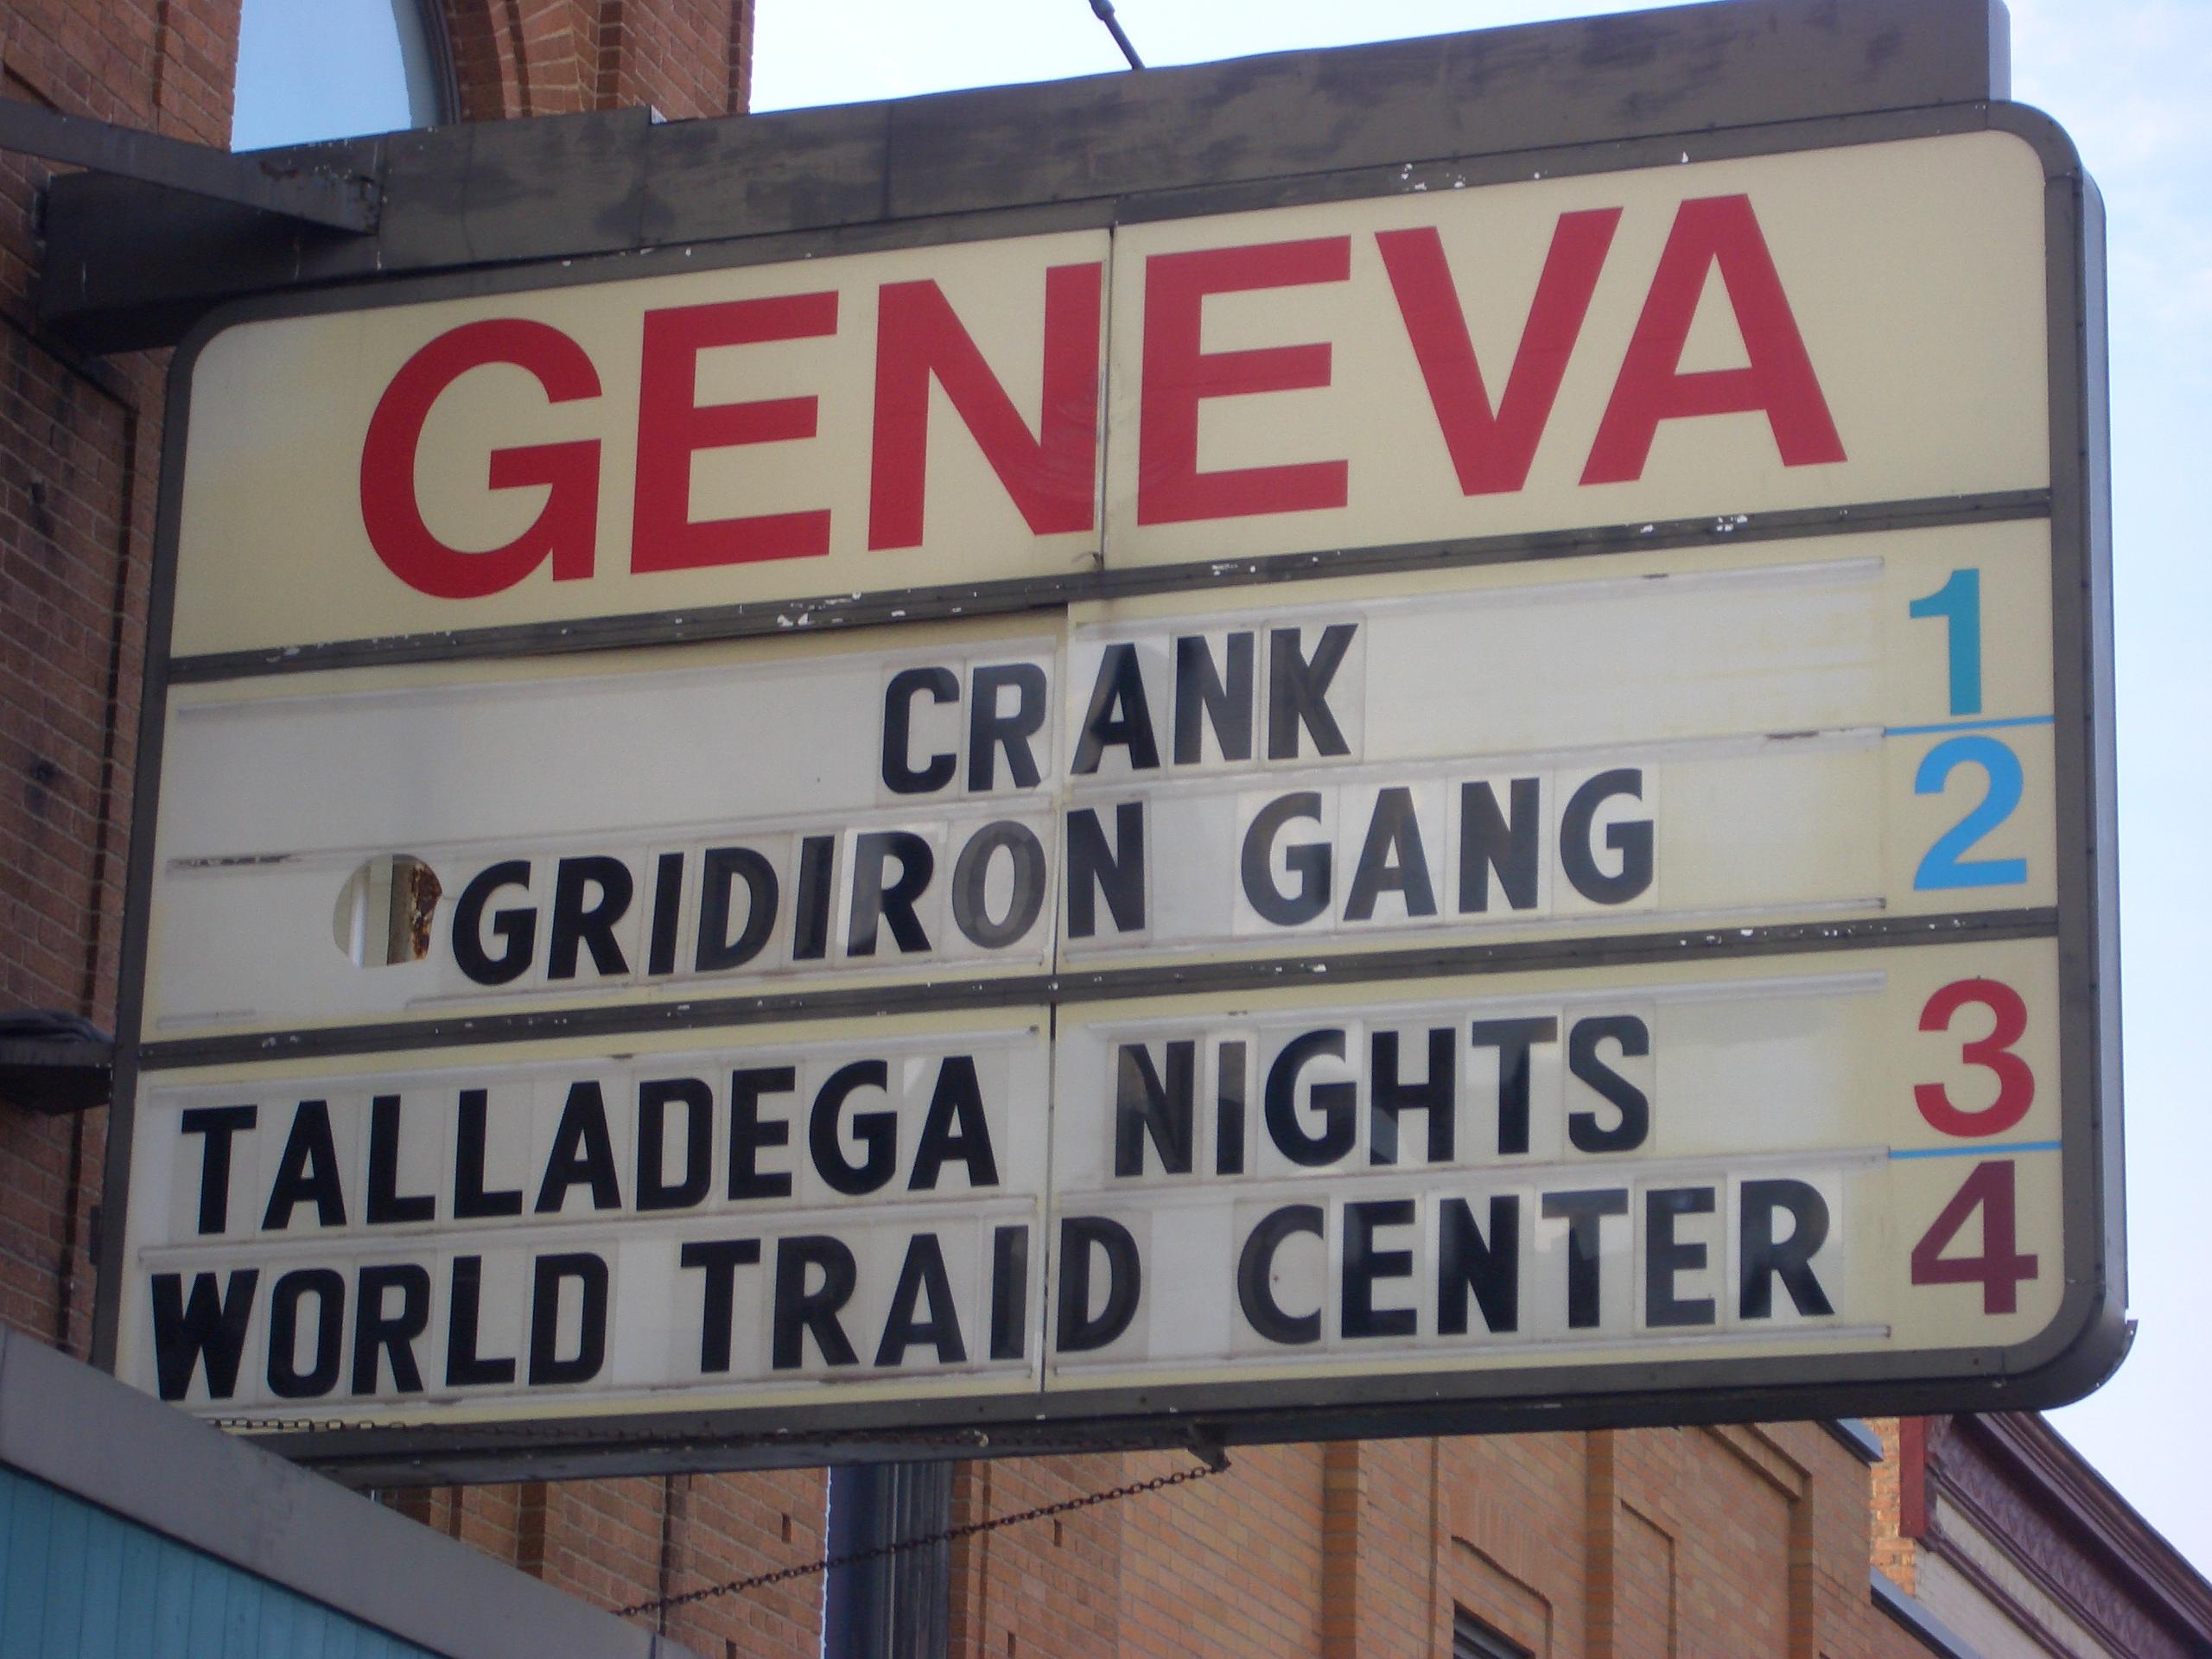 GENEVA
CRANK 1
GRIDIRON GANG 2
TALLADEGA NIGHTS 3
WORLD TRAID CENTER 4